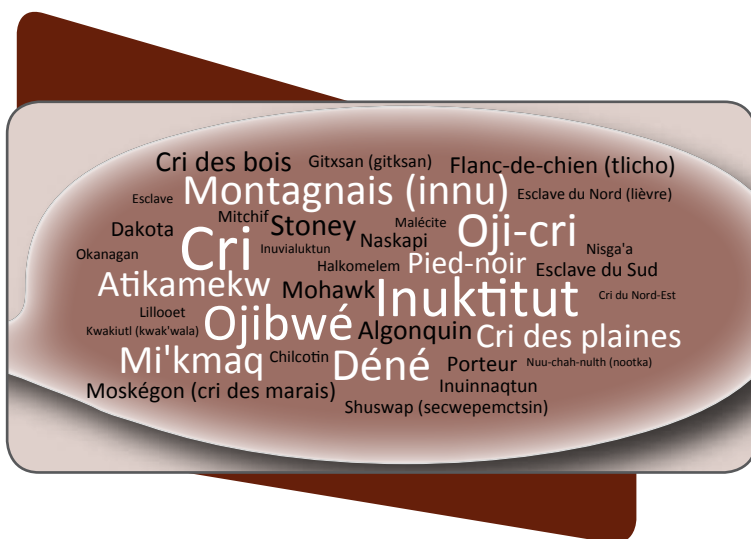 Cri des bois
Gitxsan (gitksan)
Flanc-de-chien (tlicho)
Esclave
Montagnais (innu)
Esclave du Nord (lièvre)
Dakota
Mitchif
Stoney
Malécite
Oji-cri
Okanagan
Cri
Inuvialuktun
Naskapi
Nisga'a
Halkomelem
Pied-noir
Esclave du Sud
Atikamekw
Mohawk
Inuktitut
Cri du Nord-Est
Lillooet
Kwakiutl (kwak'wala)
Ojibwé
Algonquin
Cri des plaines
Mi'kmaq
Chilcotin
Déné
Porteur
Nuu-chah-nulth (nootka)
Moskégon (cri des marais)
Inuinnaqtun
Shuswap (secwepemctsin)